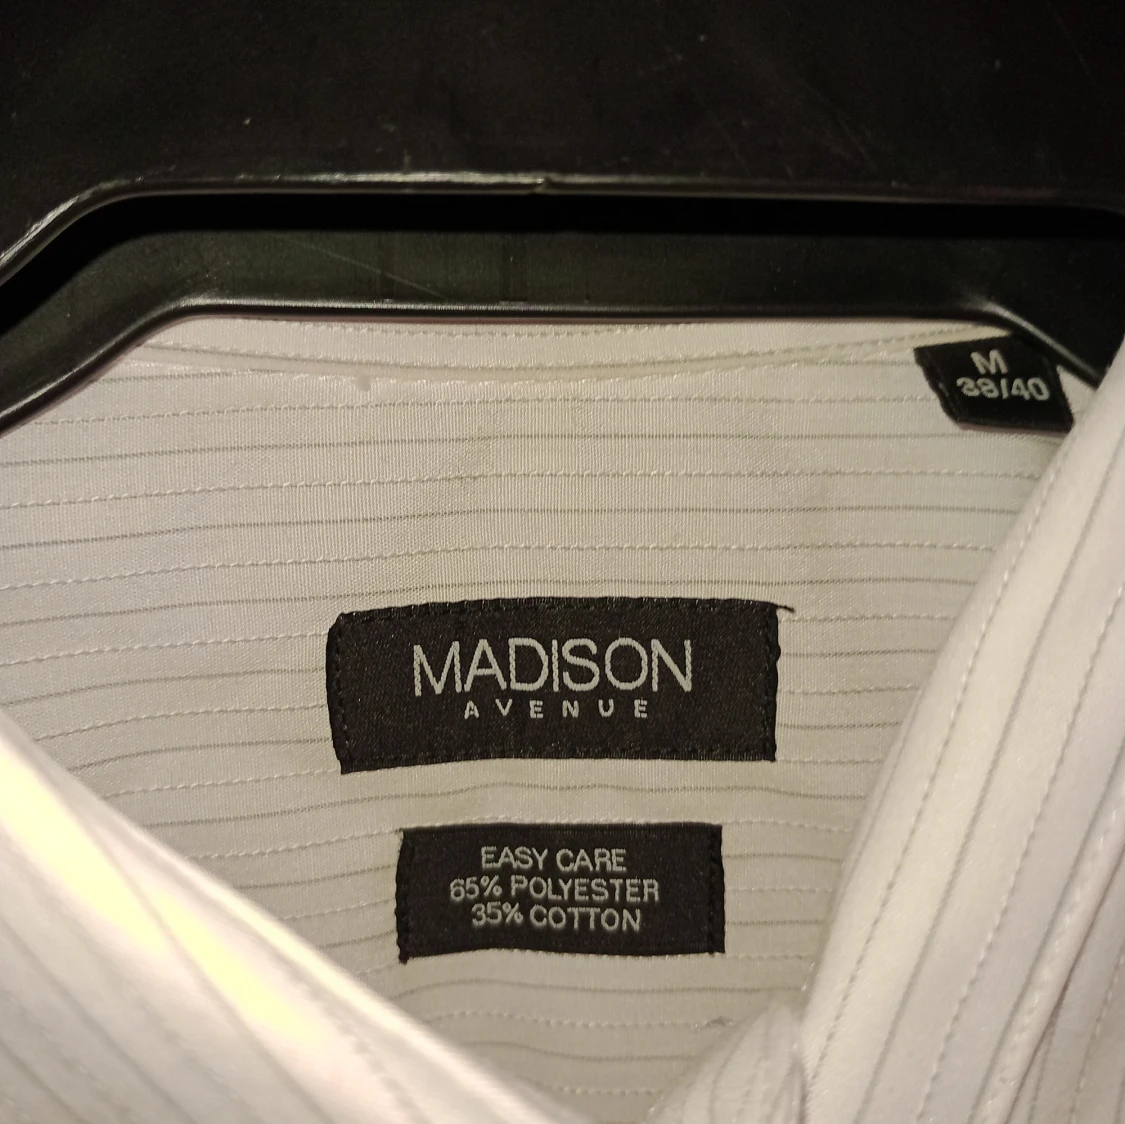 M
38/40
MADISON
AVENUE
EASY CARE
65% POLYESTER
35% COTTON